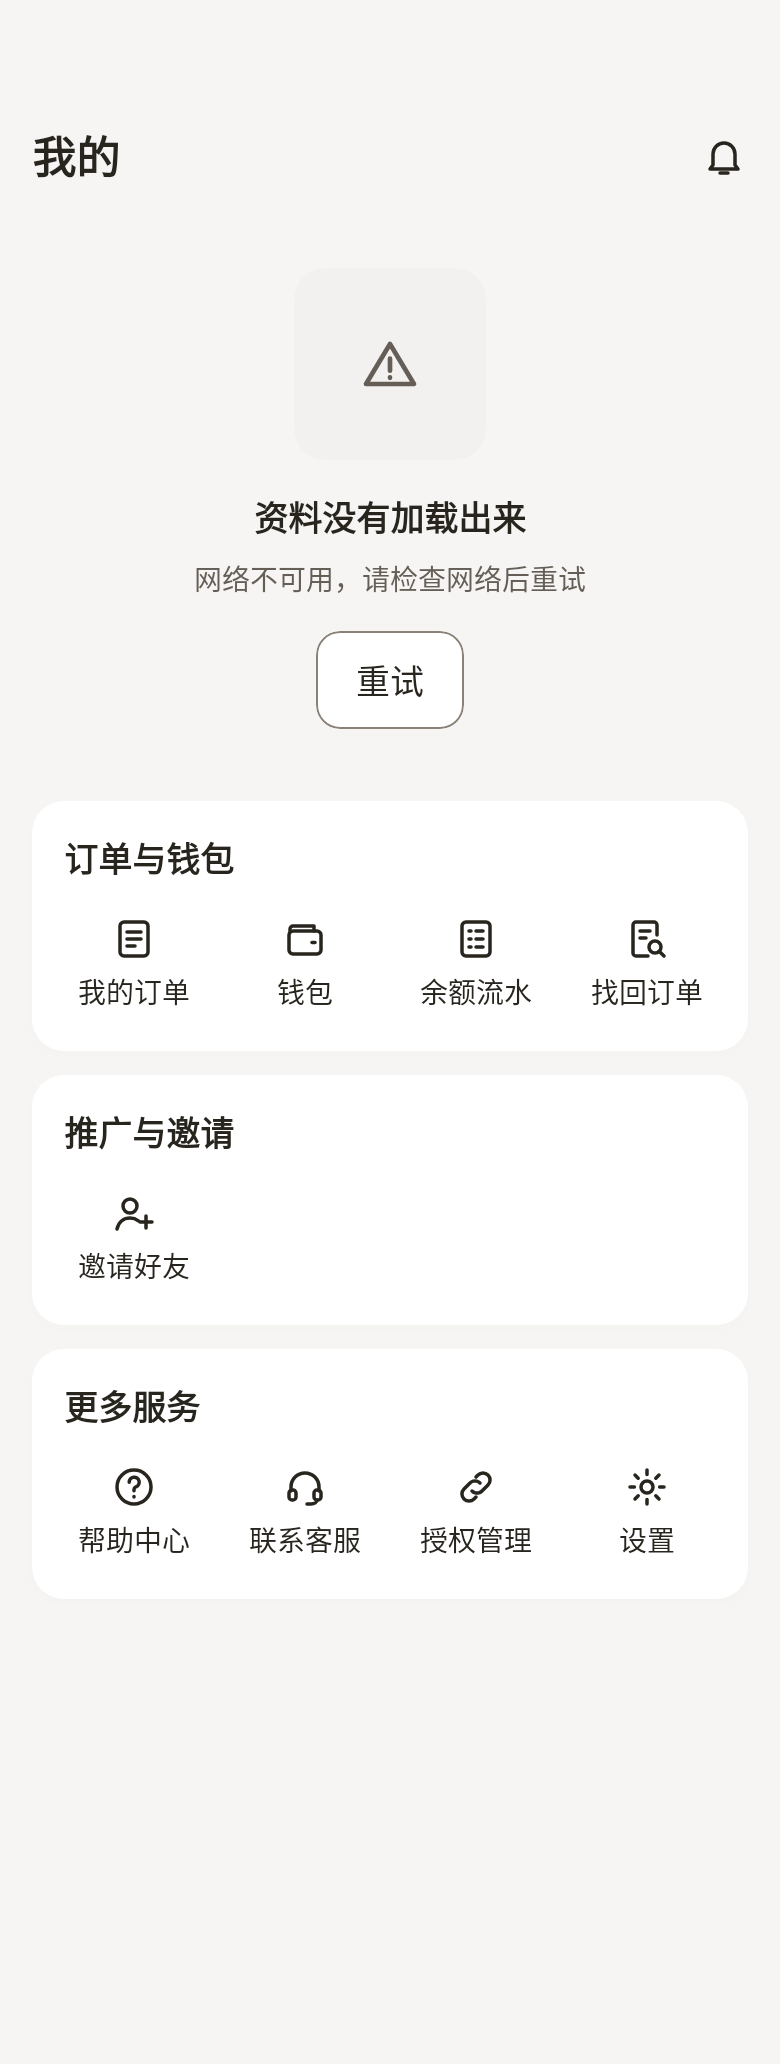 我的
资料没有加载出来
网络不可用，请检查网络后重试
重试
订单与钱包
我的订单 钱包 余额流水 找回订单
推广与邀请
邀请好友
更多服务
帮助中心 联系客服 授权管理 设置